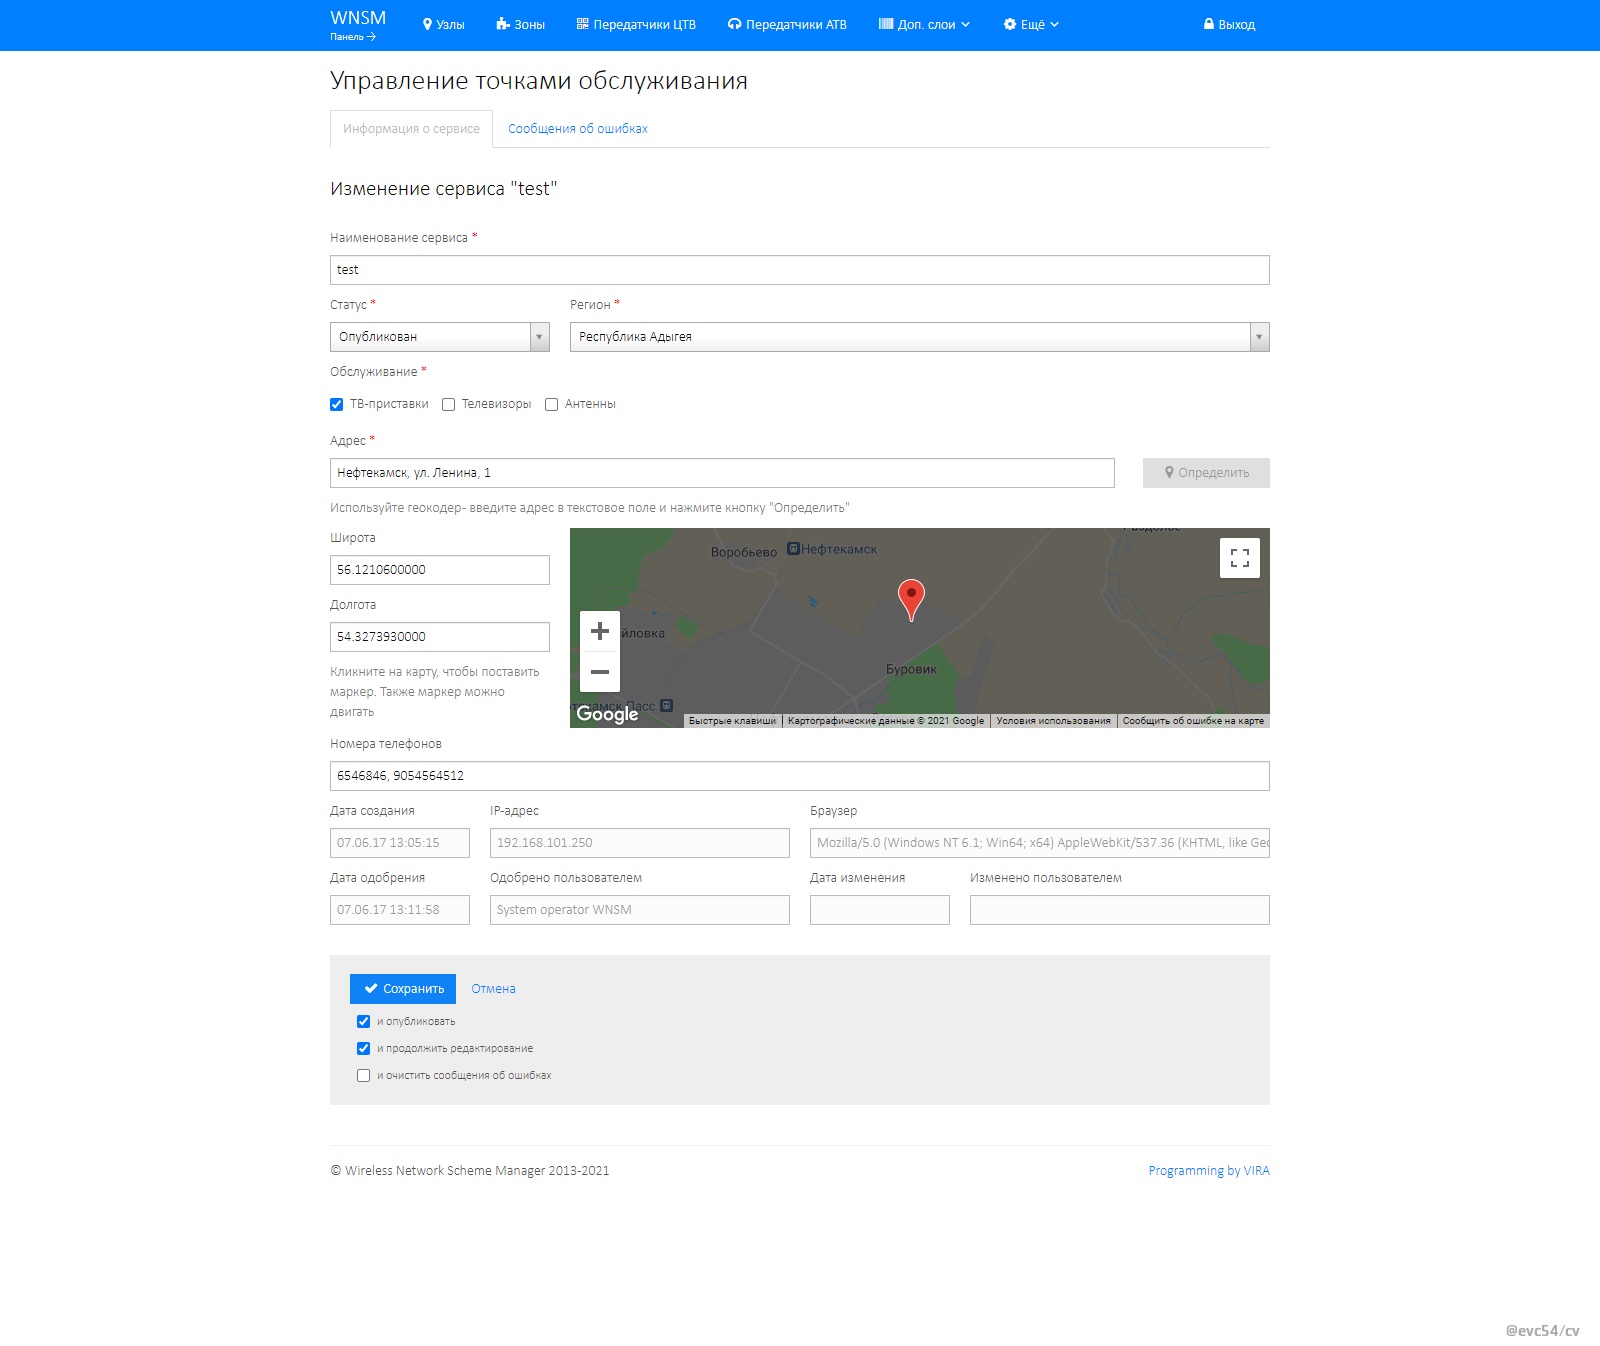 WNSM
Панель →
Узлы
Зоны
Передатчики ЦТВ
Передатчики АТВ
Доп. слои
Ещё
Выход
Управление точками обслуживания
Информация о сервисе
Сообщения об ошибках
Изменение сервиса "test"
Наименование сервиса *
test
Статус *
Регион *
Опубликован
Республика Адыгея
Обслуживание *
ТВ-приставки
Телевизоры
Антенны
Адрес *
Нефтекамск, ул. Ленина, 1
Определить
Используйте геокодер - введите адрес в текстовое поле и нажмите кнопку "Определить"
Широта
56.1210600000
Долгота
54.3273930000
Кликните на карту, чтобы поставить
маркер. Также маркер можно
двигать
Воробьево
Нефтекамск
йловка
Буровик
текамск Пасс.
Google
Быстрые клавиши
Картографические данные © 2021 Google
Условия использования
Сообщить об ошибке на карте
Номера телефонов
6546846, 9054564512
Дата создания
IP-адрес
Браузер
07.06.17 13:05:15
192.168.101.250
Mozilla/5.0 (Windows NT 6.1; Win64; x64) AppleWebKit/537.36 (KHTML, like Gec
Дата одобрения
Одобрено пользователем
Дата изменения
Изменено пользователем
07.06.17 13:11:58
System operator WNSM
Сохранить
Отмена
и опубликовать
и продолжить редактирование
и очистить сообщения об ошибках
© Wireless Network Scheme Manager 2013-2021
Programming by VIRA
@evc54/cv